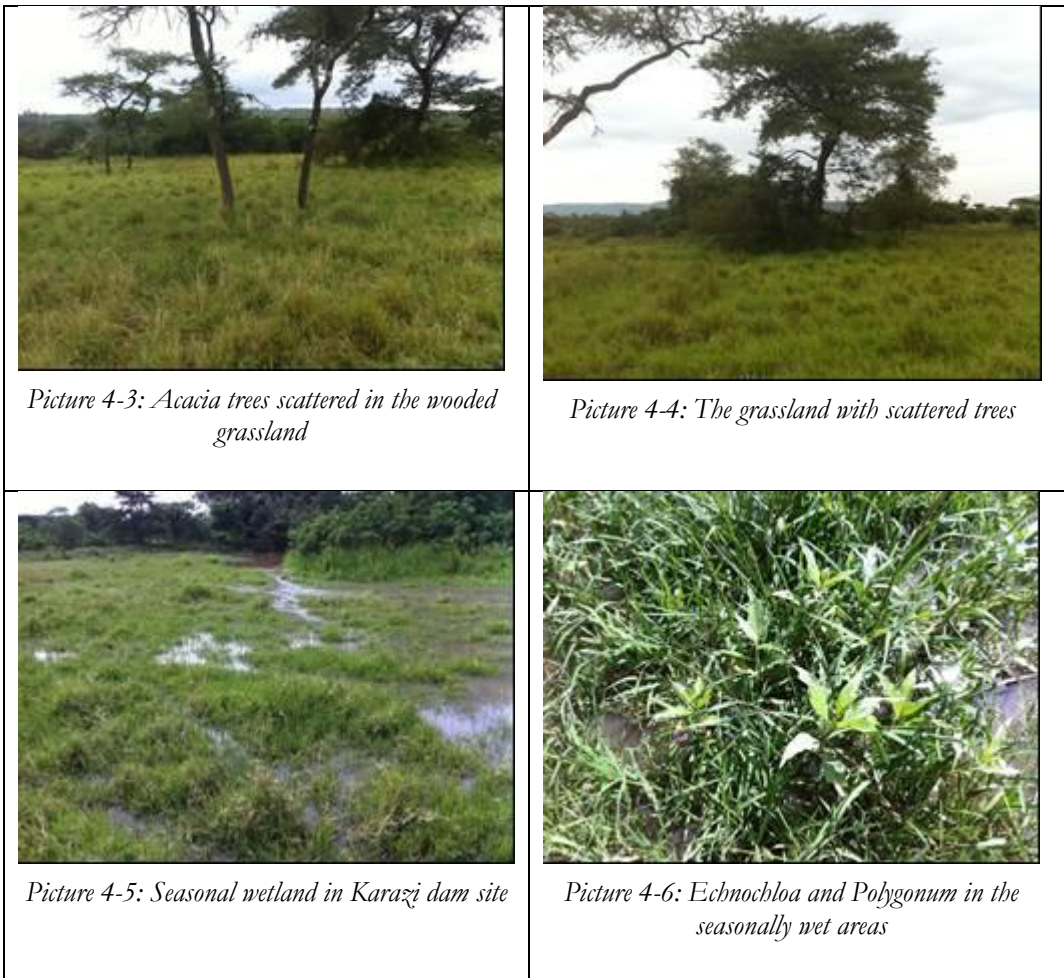 Picture 4-3: Acacia trees scattered in the wooded
grassland
Picture 4-4: The grassland with scattered trees
Picture 4-5: Seasonal wetland in Karazi dam site
Picture 4-6: Echnochloa and Polygonum in the
seasonally wet areas